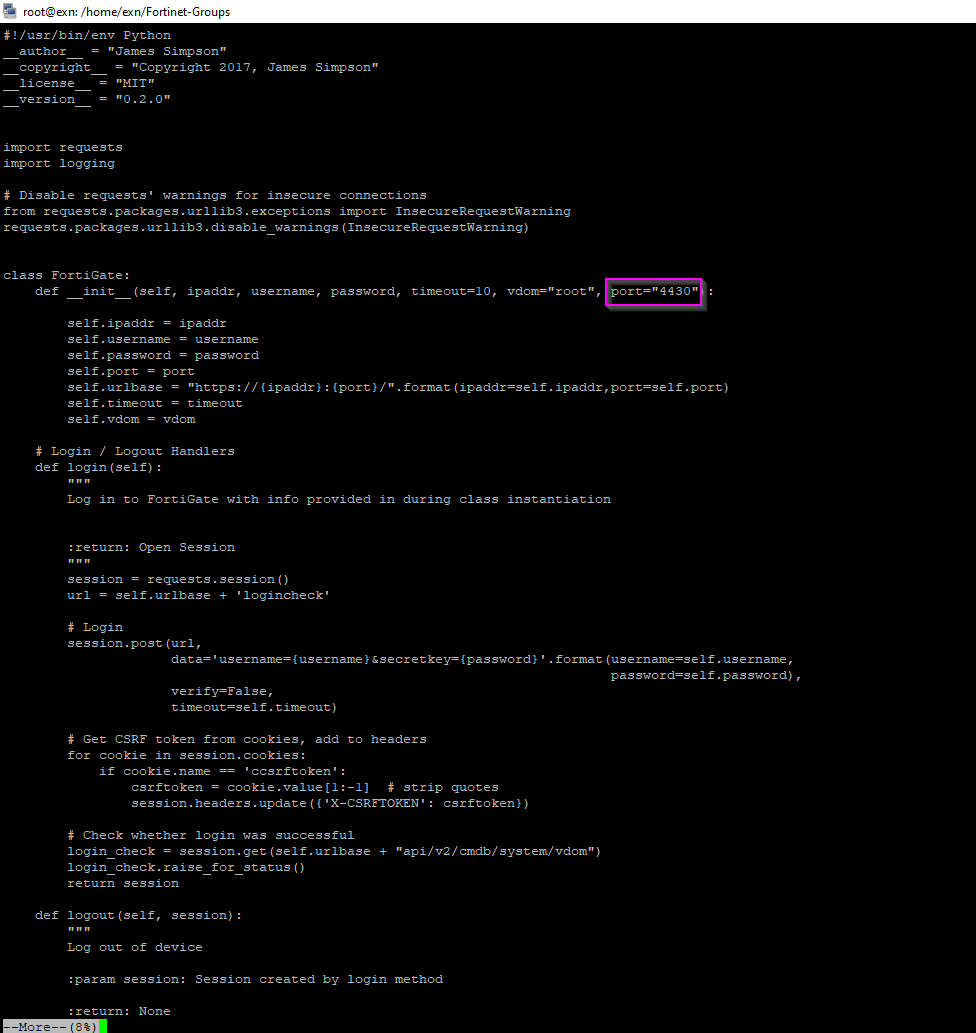 root@exn: /home/exn/Fortinet-Groups
#!/usr/bin/env Python
__author__ = "James Simpson"
__copyright__ = "Copyright 2017, James Simpson"
__license__ = "MIT"
__version__ = "0.2.0"
import requests
import logging
# Disable requests' warnings for insecure connections
from requests.packages.urllib3.exceptions import InsecureRequestWarning
requests.packages.urllib3.disable_warnings(InsecureRequestWarning)
class FortiGate:
    def __init__(self, ipaddr, username, password, timeout=10, vdom="root", port="4430"):
        self.ipaddr = ipaddr
        self.username = username
        self.password = password
        self.port = port
        self.urlbase = "https://{ipaddr}:{port}/".format(ipaddr=self.ipaddr,port=self.port)
        self.timeout = timeout
        self.vdom = vdom
    # Login / Logout Handlers
    def login(self):
        """
        Log in to FortiGate with info provided in during class instantiation
        :return: Open Session
        """
        session = requests.session()
        url = self.urlbase + 'logincheck'
        # Login
        session.post(url,
                     data='username={username}&secretkey={password}'.format(username=self.username,
                                                                            password=self.password),
                     verify=False,
                     timeout=self.timeout)
        # Get CSRF token from cookies, add to headers
        for cookie in session.cookies:
            if cookie.name == 'ccsrftoken':
                csrftoken = cookie.value[1:-1]  # strip quotes
                session.headers.update({'X-CSRFTOKEN': csrftoken})
        # Check whether login was successful
        login_check = session.get(self.urlbase + "api/v2/cmdb/system/vdom")
        login_check.raise_for_status()
        return session
    def logout(self, session):
        """
        Log out of device
        :param session: Session created by login method
        :return: None
--More--(8%)